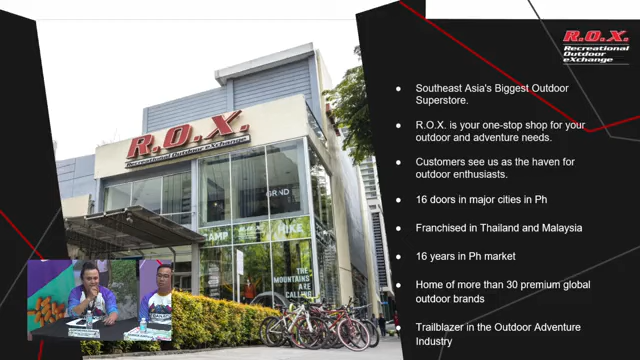 R.O.X.
Recreational
Outdoor
eXchange
● Southeast Asia's Biggest Outdoor
Superstore.
● R.O.X. is your one-stop shop for your
outdoor and adventure needs.
● Customers see us as the haven for
outdoor enthusiasts.
● 16 doors in major cities in Ph
● Franchised in Thailand and Malaysia
● 16 years in Ph market
● Home of more than 30 premium global
outdoor brands
● Trailblazer in the Outdoor Adventure
Industry
R.O.X.
Recreational Outdoor eXchange
CAMP
HIKE
THE
MOUNTAINS
ARE
CALLING